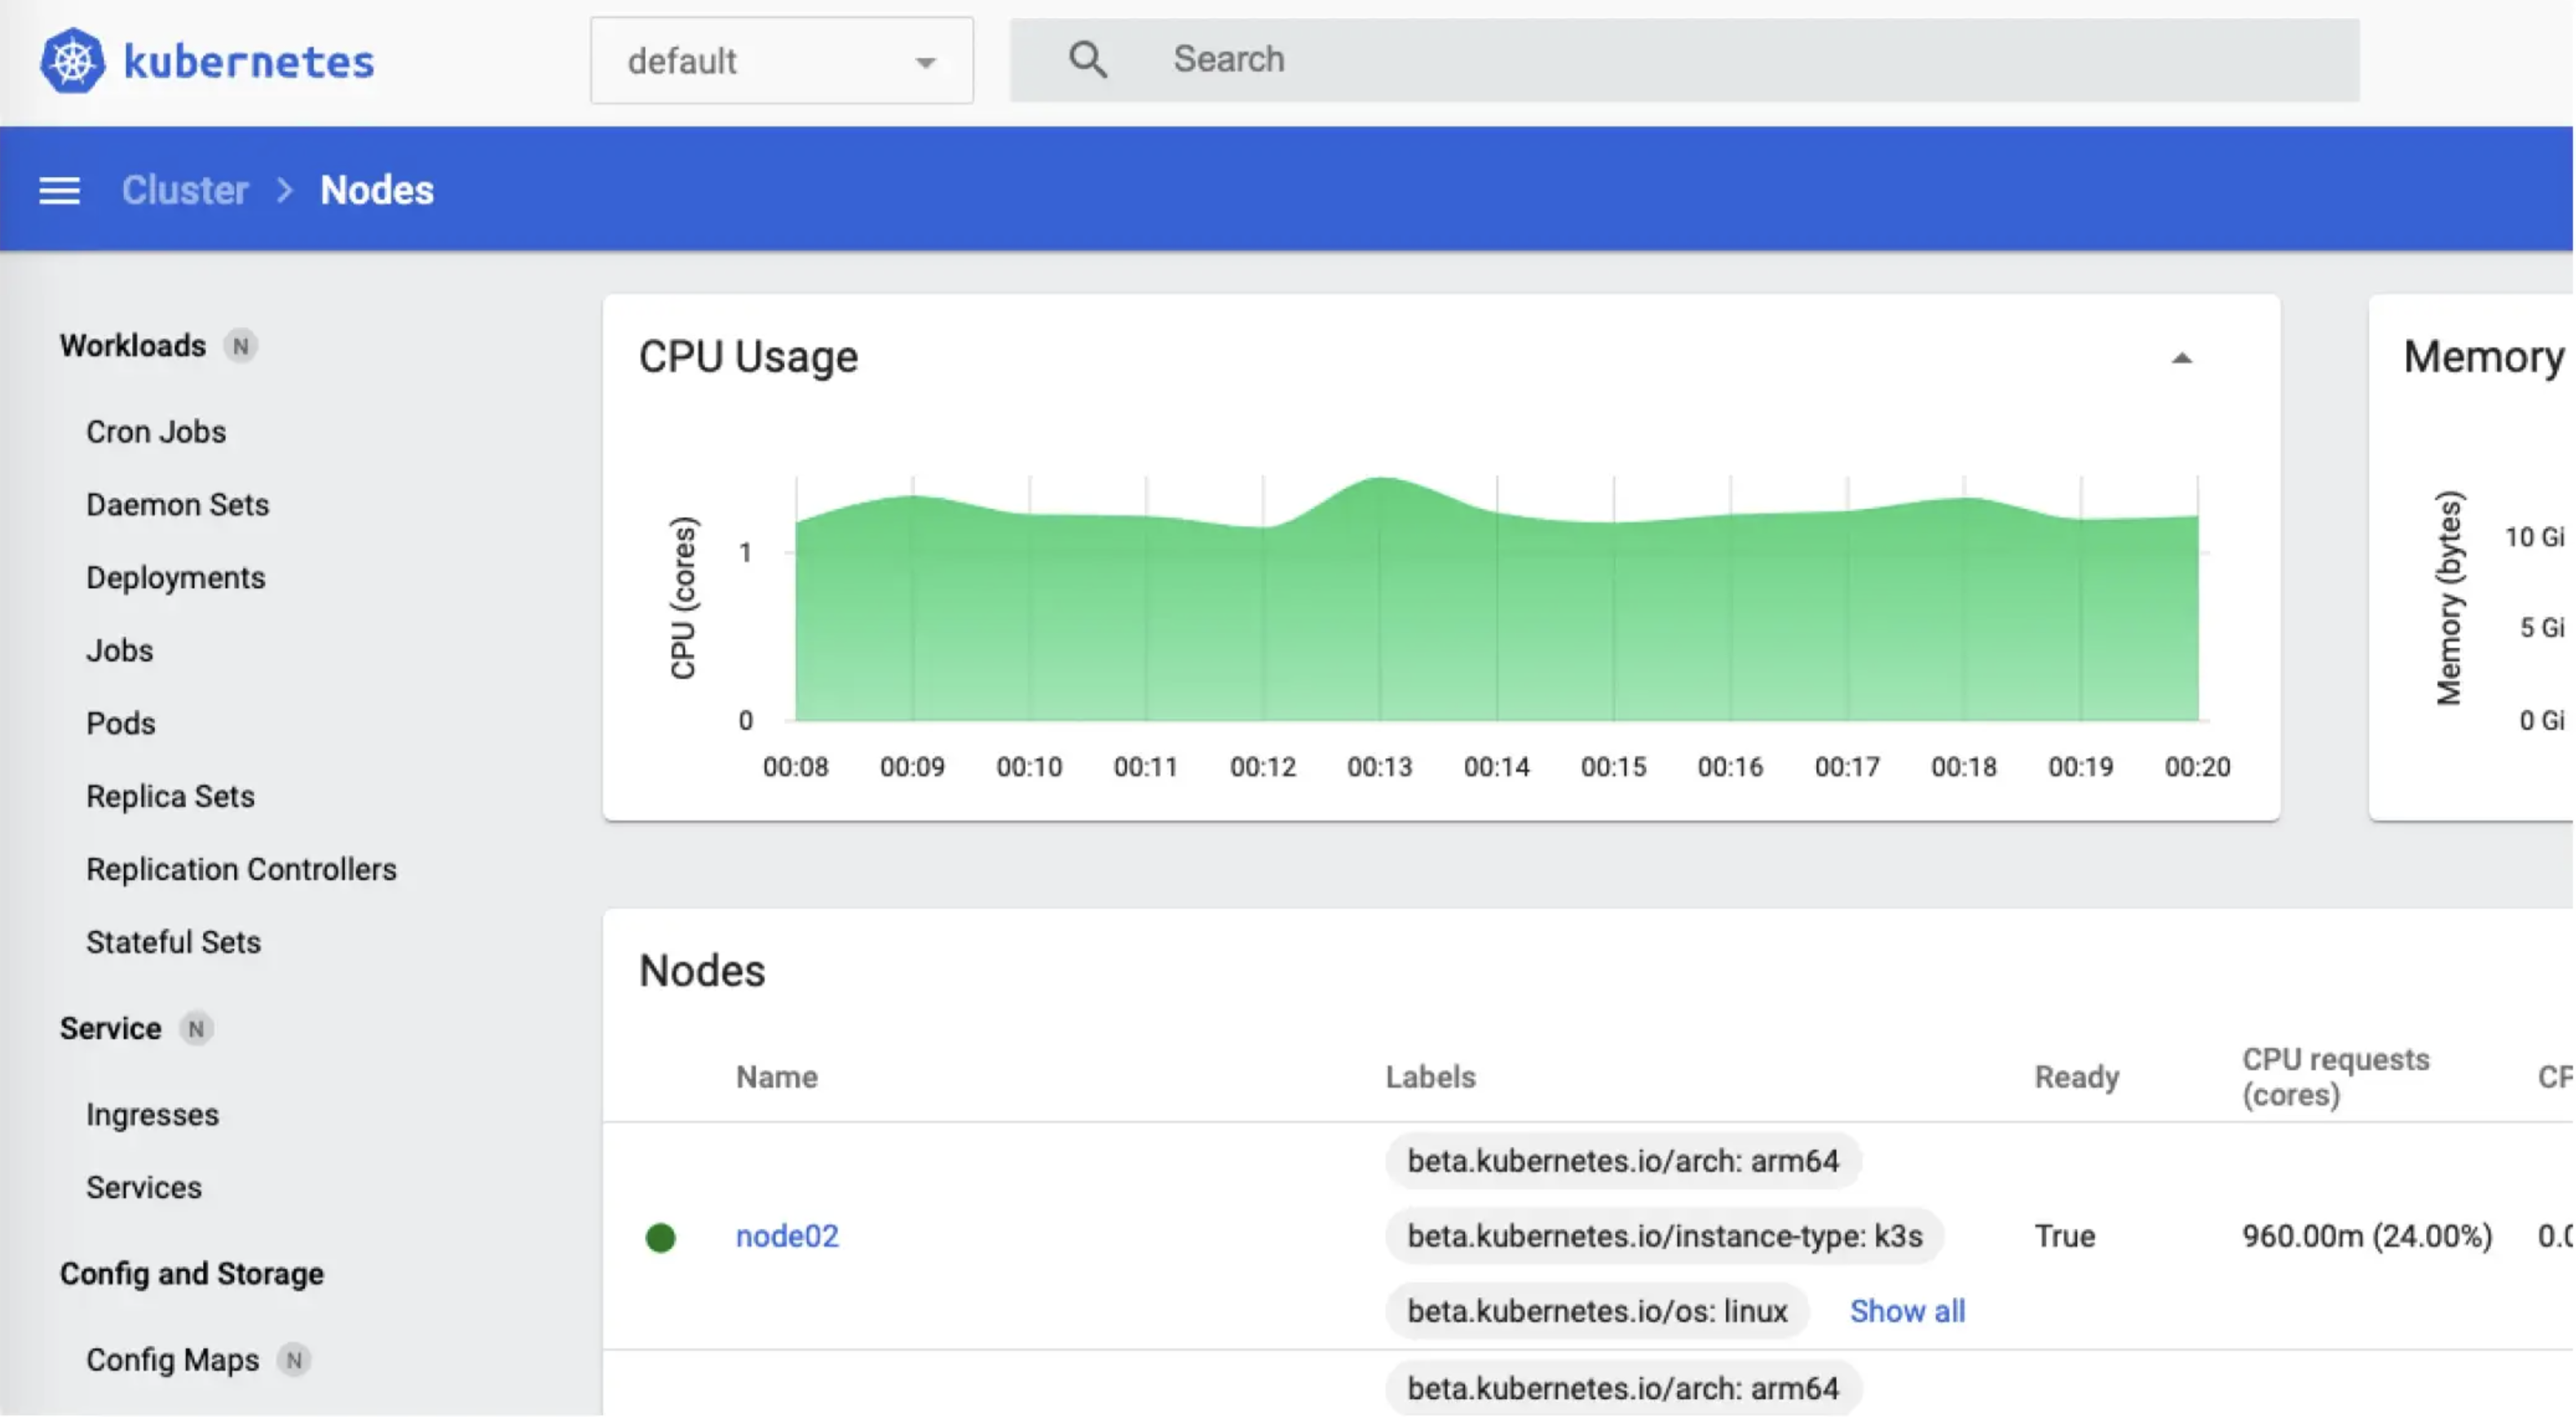 kubernetes
default
Search
Cluster > Nodes
Workloads N
Cron Jobs
Daemon Sets
Deployments
Jobs
Pods
Replica Sets
Replication Controllers
Stateful Sets
Service N
Ingresses
Services
Config and Storage
Config Maps N
CPU Usage
CPU (cores)
1
0
00:08 00:09 00:10 00:11 00:12 00:13 00:14 00:15 00:16 00:17 00:18 00:19 00:20
Memory
Memory (bytes)
10 Gi
5 Gi
0 Gi
Nodes
Name Labels Ready CPU requests
(cores)
beta.kubernetes.io/arch: arm64
node02 beta.kubernetes.io/instance-type: k3s True 960.00m (24.00%)
beta.kubernetes.io/os: linux Show all
beta.kubernetes.io/arch: arm64